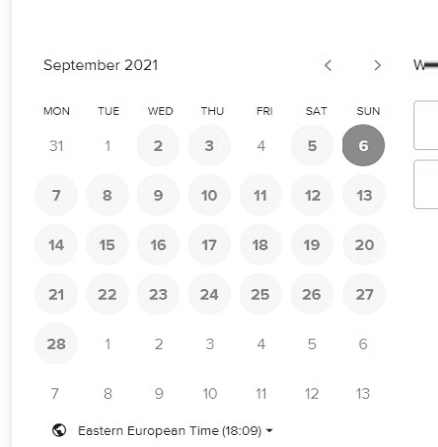 September 2021
MON TUE WED THU FRI SAT SUN
31 1 2 3 4 5 6
7 8 9 10 11 12 13
14 15 16 17 18 19 20
21 22 23 24 25 26 27
28 1 2 3 4 5 6
7 8 9 10 11 12 13
Eastern European Time (18:09)